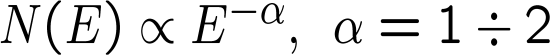 N(E) ∝ E^{−α}, α = 1 ÷ 2